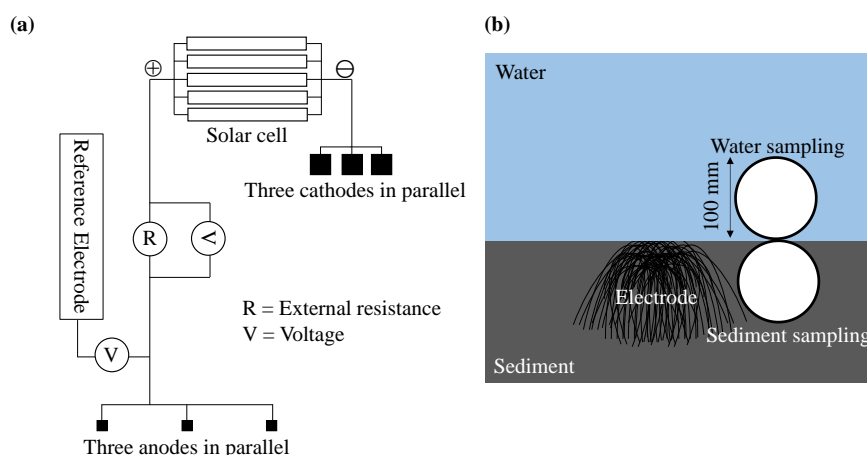 (a)
⊕
⊖
Solar cell
Three cathodes in parallel
Reference Electrode
R
V
V
R = External resistance
V = Voltage
Three anodes in parallel
(b)
Water
Water sampling
100 mm
Electrode
Sediment sampling
Sediment